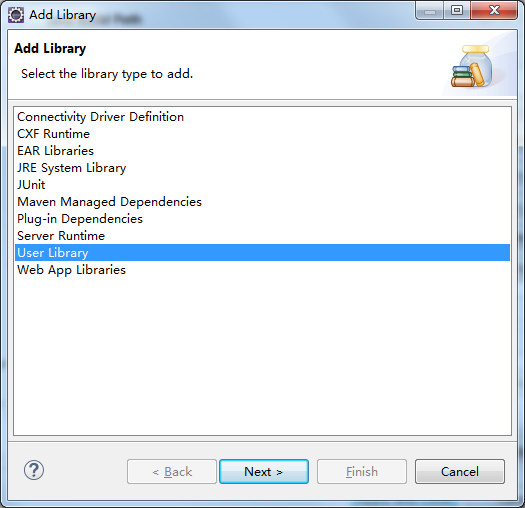 Add Library
Add Library
Select the library type to add.
Connectivity Driver Definition
CXF Runtime
EAR Libraries
JRE System Library
JUnit
Maven Managed Dependencies
Plug-in Dependencies
Server Runtime
User Library
Web App Libraries
? < Back Next > Finish Cancel